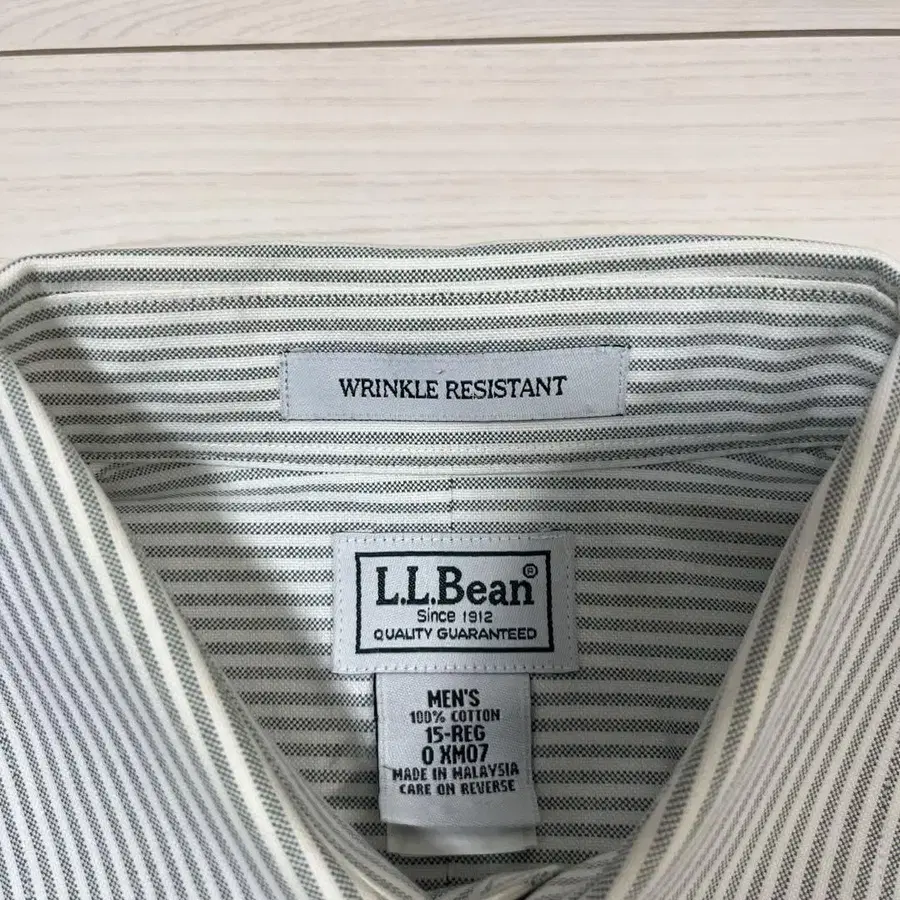 WRINKLE RESISTANT
L.L.Bean®
Since 1912
QUALITY GUARANTEED
MEN'S
100% COTTON
15-REG
0 XM07
MADE IN MALAYSIA
CARE ON REVERSE